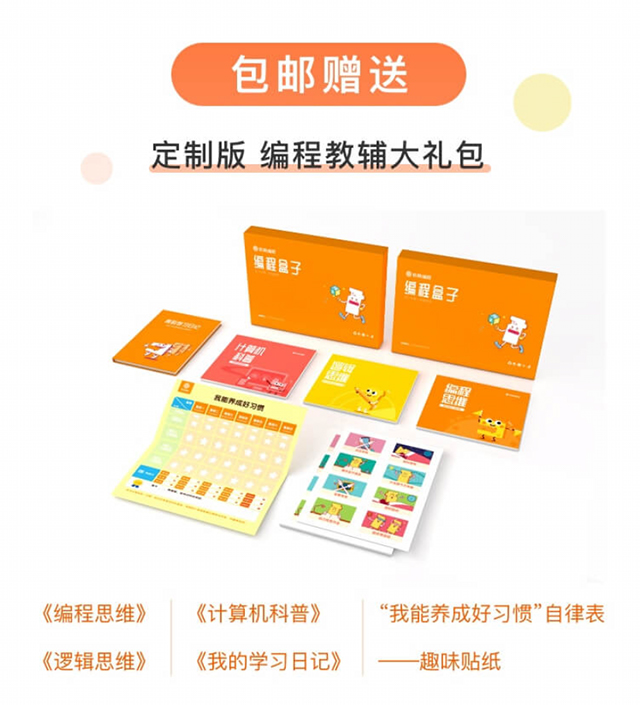 包邮赠送
定制版 编程教辅大礼包
编程盒子
编程盒子
计算机
科普
逻辑
思维
编程
思维
我能养成好习惯
《编程思维》
《计算机科普》
“我能养成好习惯”自律表
《逻辑思维》
《我的学习日记》
——趣味贴纸